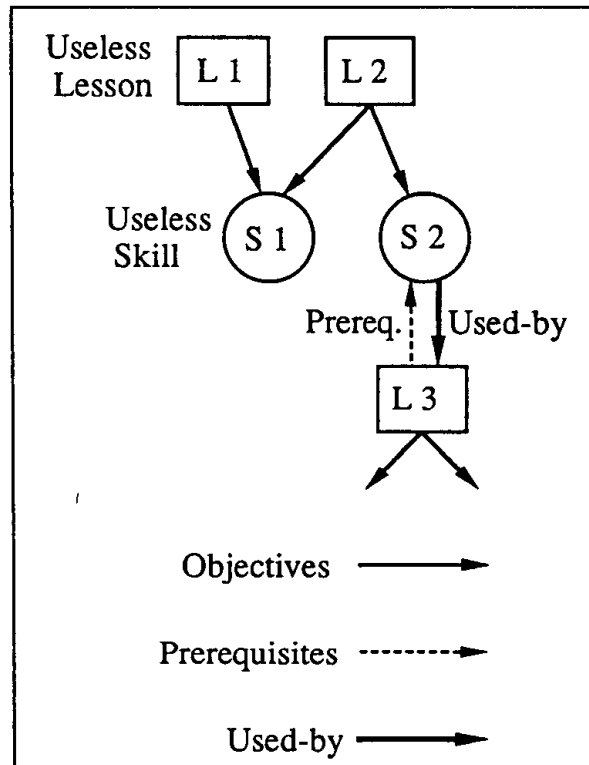 Useless
Lesson
L 1
L 2
Useless
Skill
S 1
S 2
Prereq.
Used-by
L 3
Objectives
Prerequisites
Used-by